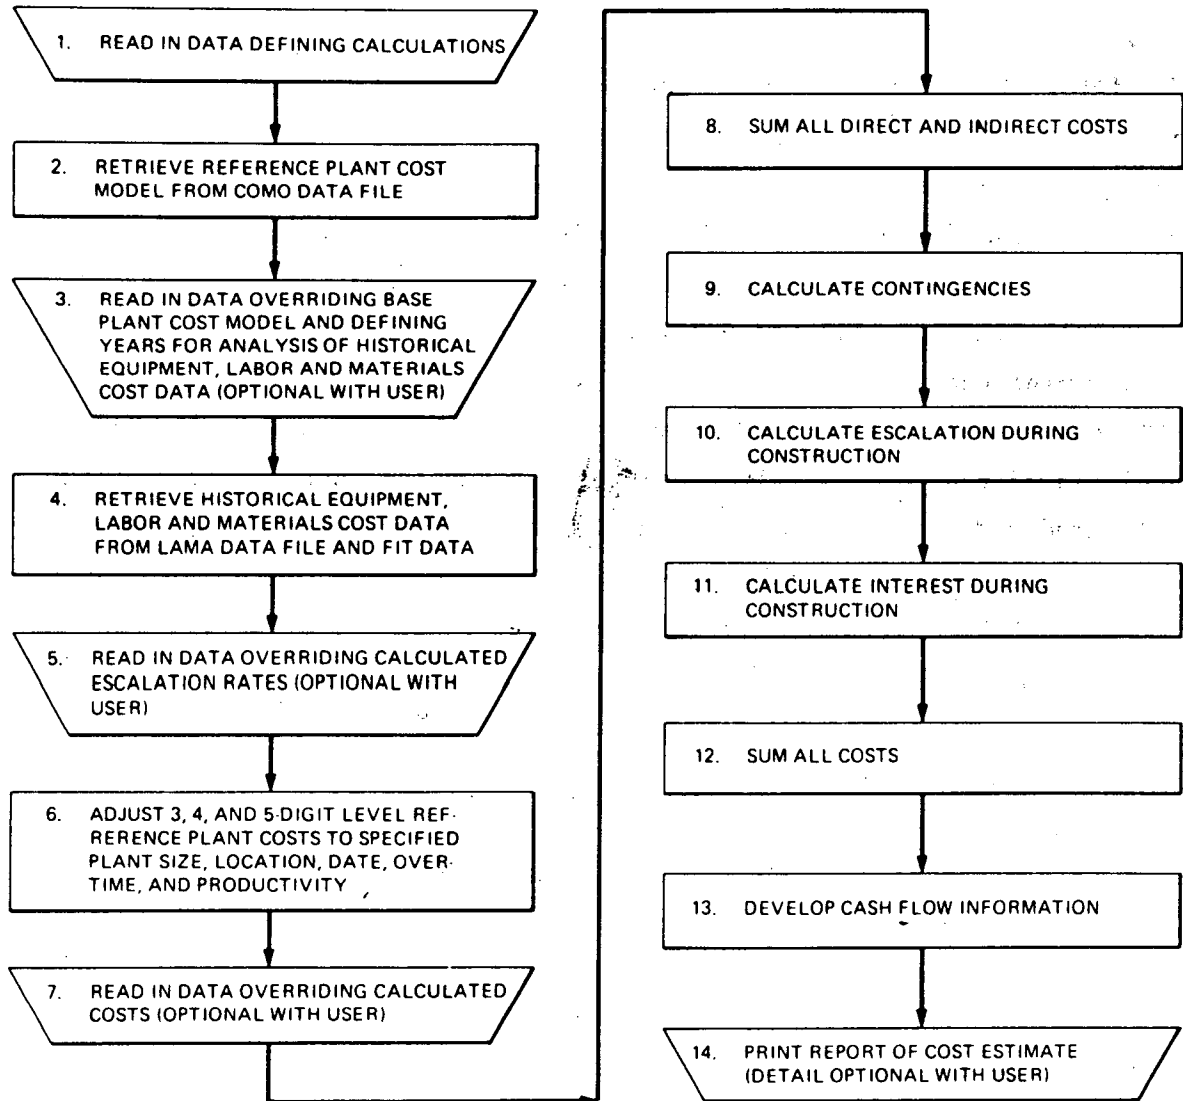 1. READ IN DATA DEFINING CALCULATIONS
2. RETRIEVE REFERENCE PLANT COST
MODEL FROM COMO DATA FILE
3. READ IN DATA OVERRIDING BASE
PLANT COST MODEL AND DEFINING
YEARS FOR ANALYSIS OF HISTORICAL
EQUIPMENT, LABOR AND MATERIALS
COST DATA (OPTIONAL WITH USER)
4. RETRIEVE HISTORICAL EQUIPMENT,
LABOR AND MATERIALS COST DATA
FROM LAMA DATA FILE AND FIT DATA
5. READ IN DATA OVERRIDING CALCULATED
ESCALATION RATES (OPTIONAL WITH
USER)
6. ADJUST 3, 4, AND 5-DIGIT LEVEL REF-
RERENCE PLANT COSTS TO SPECIFIED
PLANT SIZE, LOCATION, DATE, OVER-
TIME, AND PRODUCTIVITY
7. READ IN DATA OVERRIDING CALCULATED
COSTS (OPTIONAL WITH USER)
8. SUM ALL DIRECT AND INDIRECT COSTS
9. CALCULATE CONTINGENCIES
10. CALCULATE ESCALATION DURING
CONSTRUCTION
11. CALCULATE INTEREST DURING
CONSTRUCTION
12. SUM ALL COSTS
13. DEVELOP CASH FLOW INFORMATION
14. PRINT REPORT OF COST ESTIMATE
(DETAIL OPTIONAL WITH USER)